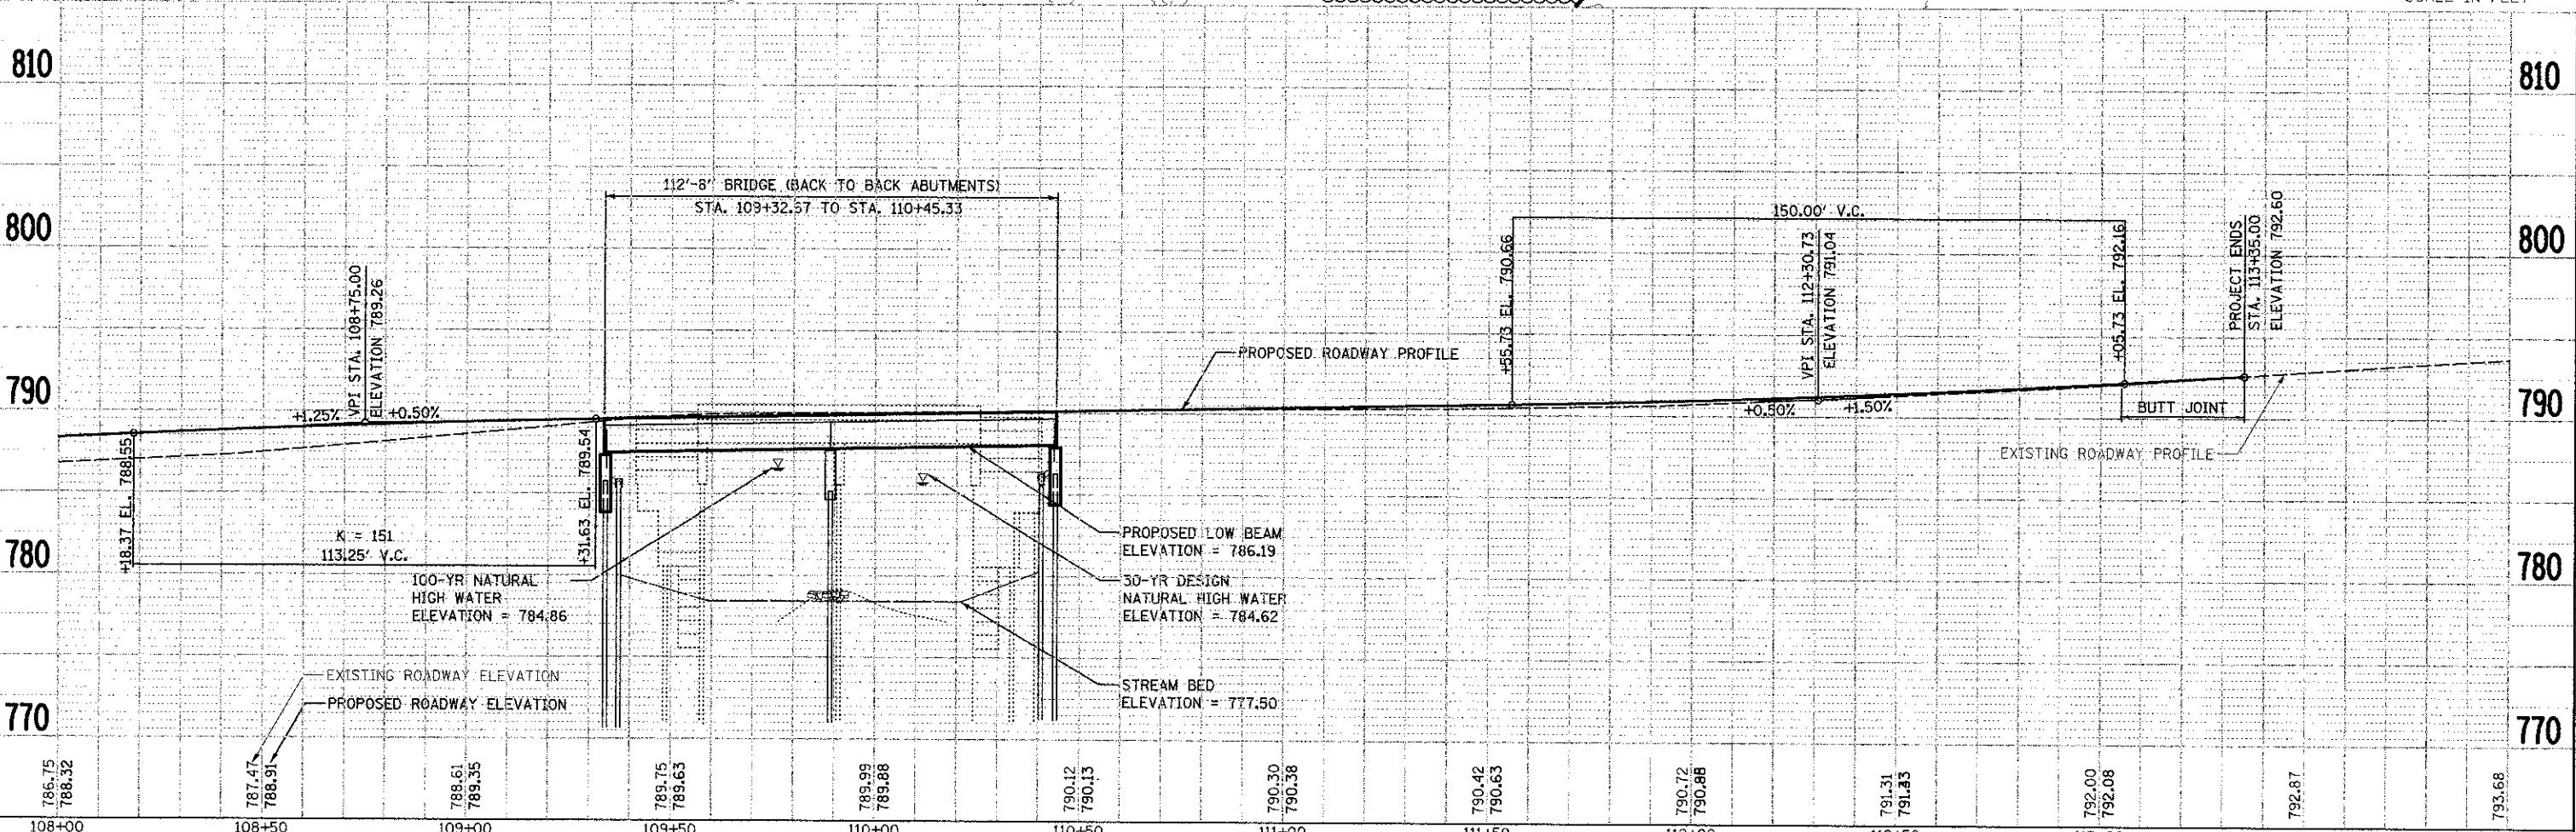 810
810
800
800
790
790
780
780
770
770
112'-8" BRIDGE (BACK TO BACK ABUTMENTS)
STA. 109+32.67 TO STA. 110+45.33
VPI STA. 108+75.00
ELEVATION 789.26
+1.25%
+0.50%
+18.37 EL. 788.55
+31.63 EL. 789.54
K = 151
113.25' V.C.
100-YR NATURAL
HIGH WATER
ELEVATION = 784.86
EXISTING ROADWAY ELEVATION
PROPOSED ROADWAY ELEVATION
PROPOSED LOW BEAM
ELEVATION = 786.19
30-YR DESIGN
NATURAL HIGH WATER
ELEVATION = 784.62
STREAM BED
ELEVATION = 777.50
PROPOSED ROADWAY PROFILE
150.00' V.C.
+55.73 EL. 790.66
VPI STA. 112+30.73
ELEVATION 791.04
+0.50%
+1.50%
+05.73 EL. 792.16
PROJECT ENDS
STA. 113+35.00
ELEVATION 792.60
BUTT JOINT
EXISTING ROADWAY PROFILE
786.75
788.32
787.47
788.91
788.61
789.35
789.75
789.63
789.99
789.88
790.12
790.13
790.30
790.38
790.42
790.63
790.72
790.88
791.31
791.33
792.00
792.08
792.87
793.68
108+00
108+50
109+00
109+50
110+00
110+50
111+00
111+50